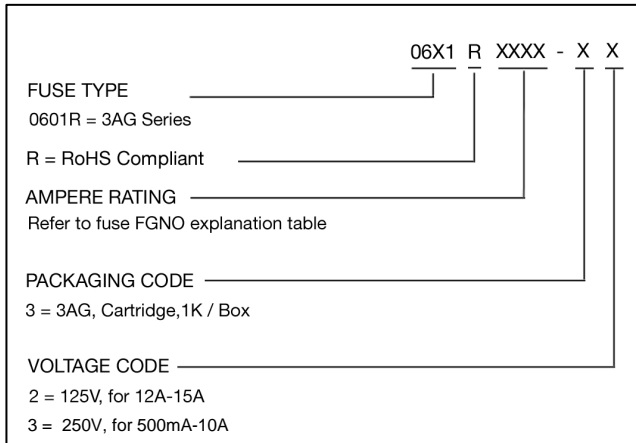 06X1 R XXXX - X X
FUSE TYPE
0601R = 3AG Series
R = RoHS Compliant
AMPERE RATING
Refer to fuse FGNO explanation table
PACKAGING CODE
3 = 3AG, Cartridge,1K / Box
VOLTAGE CODE
2 = 125V, for 12A-15A
3 = 250V, for 500mA-10A